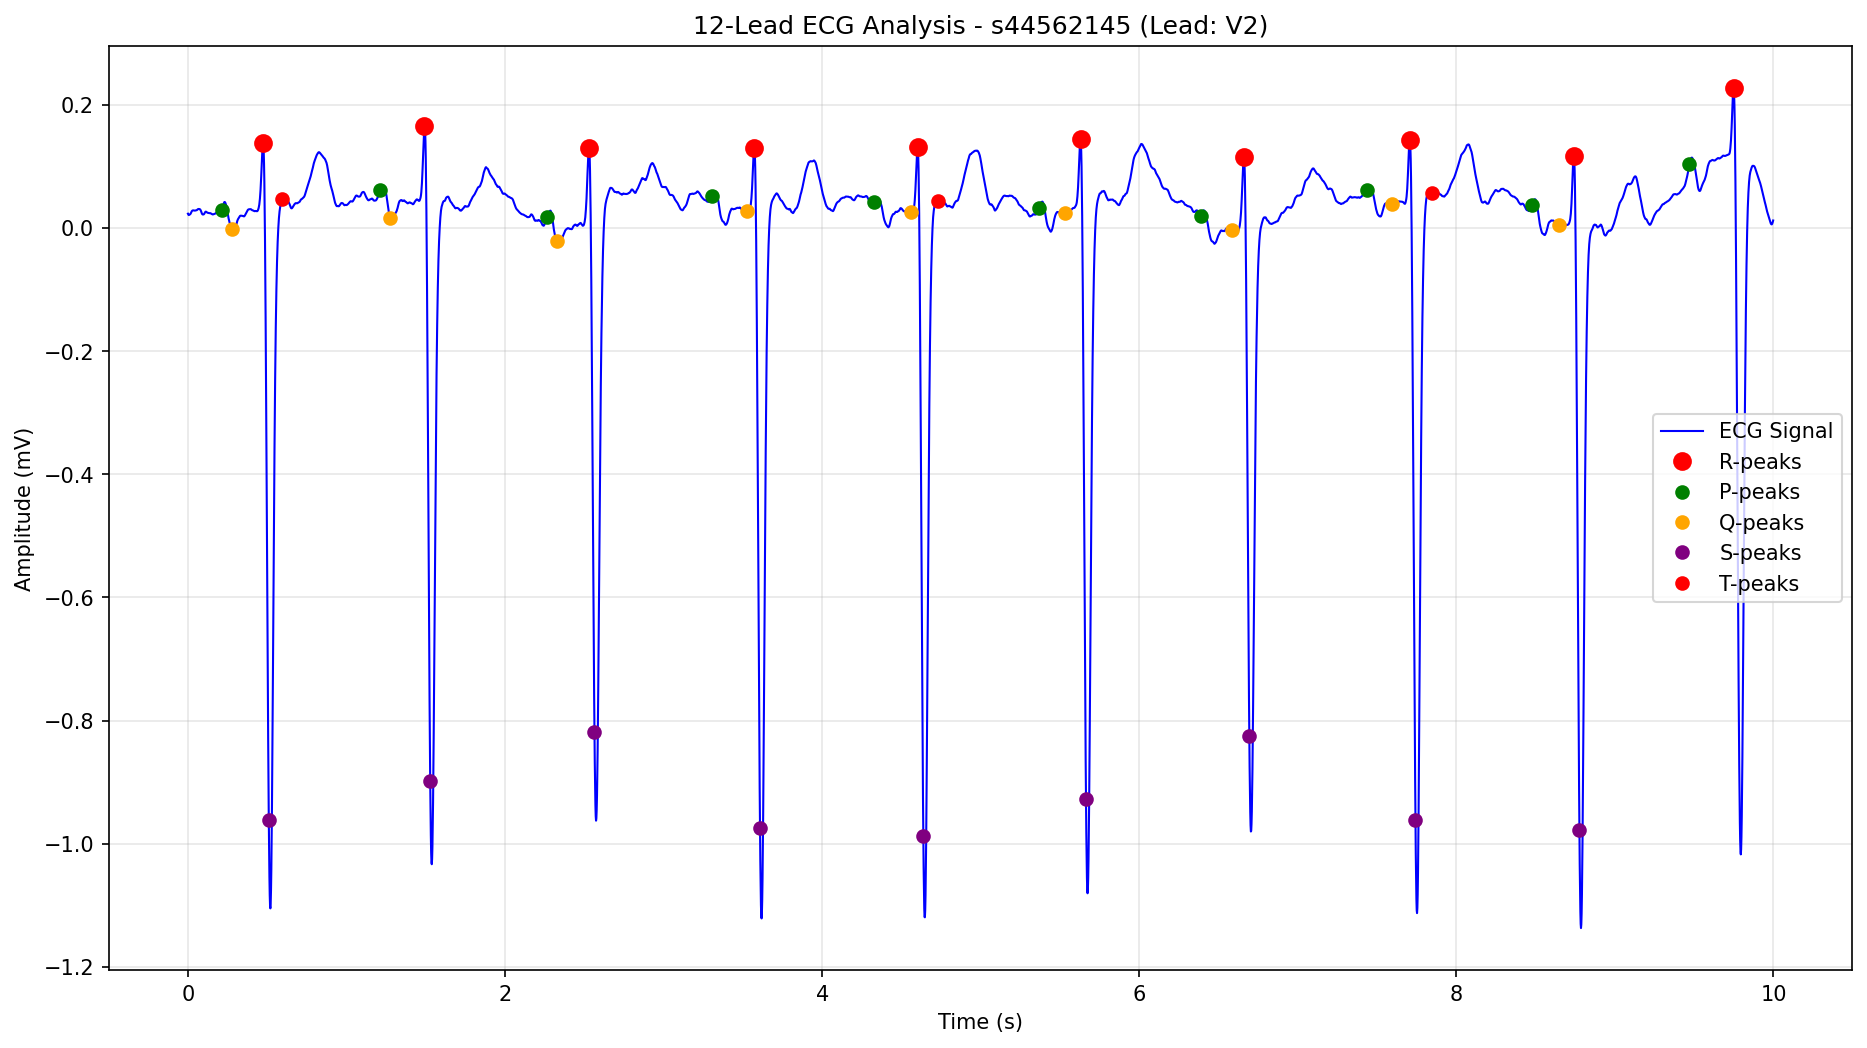 12-Lead ECG Analysis - s44562145 (Lead: V2)
Amplitude (mV)
0.2
0.0
−0.2
−0.4
−0.6
−0.8
−1.0
−1.2
ECG Signal
R-peaks
P-peaks
Q-peaks
S-peaks
T-peaks
0 2 4 6 8 10
Time (s)